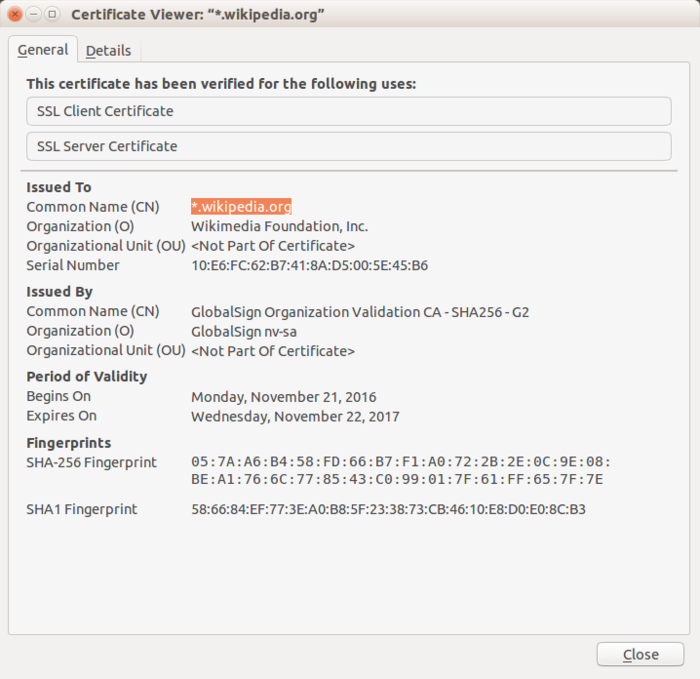 Certificate Viewer: “*.wikipedia.org”
General Details
This certificate has been verified for the following uses:
SSL Client Certificate
SSL Server Certificate
Issued To
Common Name (CN) *.wikipedia.org
Organization (O) Wikimedia Foundation, Inc.
Organizational Unit (OU) <Not Part Of Certificate>
Serial Number 10:E6:FC:62:B7:41:8A:D5:00:5E:45:B6
Issued By
Common Name (CN) GlobalSign Organization Validation CA - SHA256 - G2
Organization (O) GlobalSign nv-sa
Organizational Unit (OU) <Not Part Of Certificate>
Period of Validity
Begins On Monday, November 21, 2016
Expires On Wednesday, November 22, 2017
Fingerprints
SHA-256 Fingerprint 05:7A:A6:B4:58:FD:66:B7:F1:A0:72:2B:2E:0C:9E:08:
BE:A1:76:6C:77:85:43:C0:99:01:7F:61:FF:65:7F:7E
SHA1 Fingerprint 58:66:84:EF:77:3E:A0:B8:5F:23:38:73:CB:46:10:E8:D0:E0:8C:B3
Close